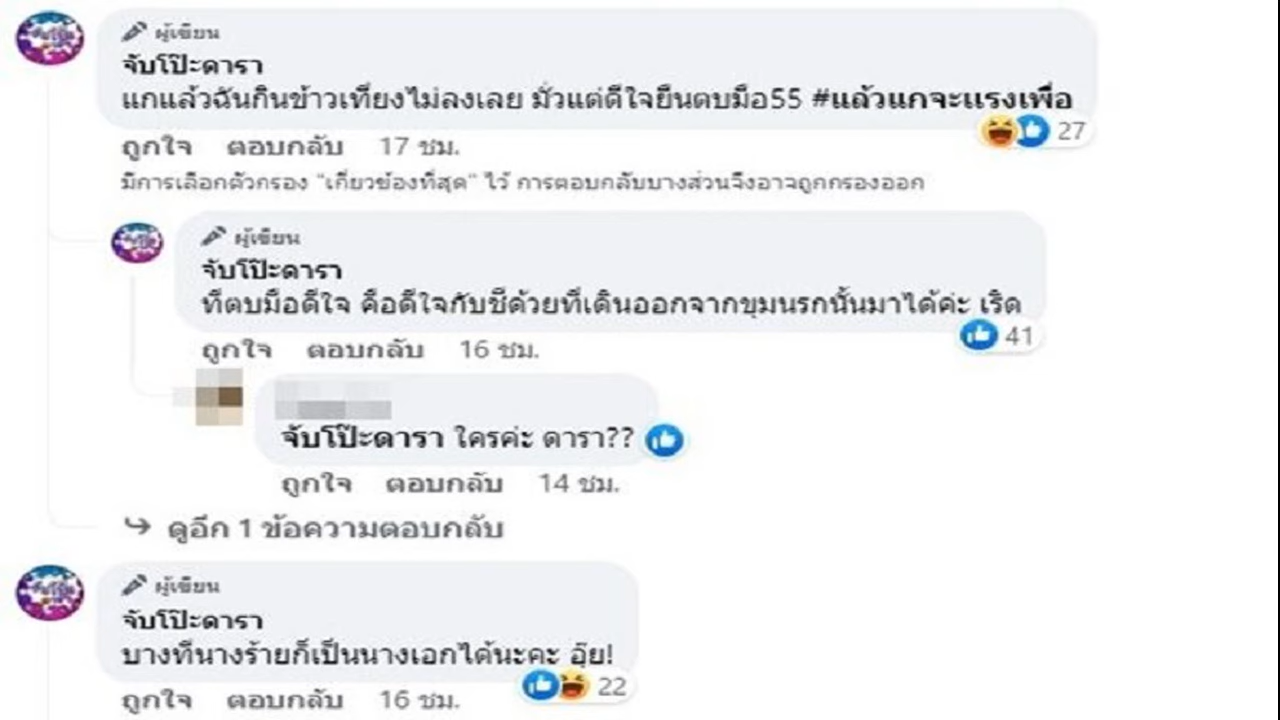 ผู้เขียน
จับโป๊ะดารา
แกแล้วฉันกินข้าวเที่ยงไม่ลงเลย มัวแต่ดีใจยืนตบมือ55 #แล้วแกจะแรงเพื่อ
27
ถูกใจ ตอบกลับ 17 ชม.
มีการเลือกตัวกรอง "เกี่ยวข้องที่สุด" ไว้ การตอบกลับบางส่วนจึงอาจถูกกรองออก
ผู้เขียน
จับโป๊ะดารา
ที่ตบมือดีใจ คือดีใจกับชีด้วยที่เดินออกจากขุมนรกนั้นมาได้ค่ะ เริ่ด
41
ถูกใจ ตอบกลับ 16 ชม.
จับโป๊ะดารา ใครค่ะ ดารา??
ถูกใจ ตอบกลับ 14 ชม.
ดูอีก 1 ข้อความตอบกลับ
ผู้เขียน
จับโป๊ะดารา
บางทีนางร้ายก็เป็นนางเอกได้นะคะ อุ๊ย!
22
ถูกใจ ตอบกลับ 16 ชม.